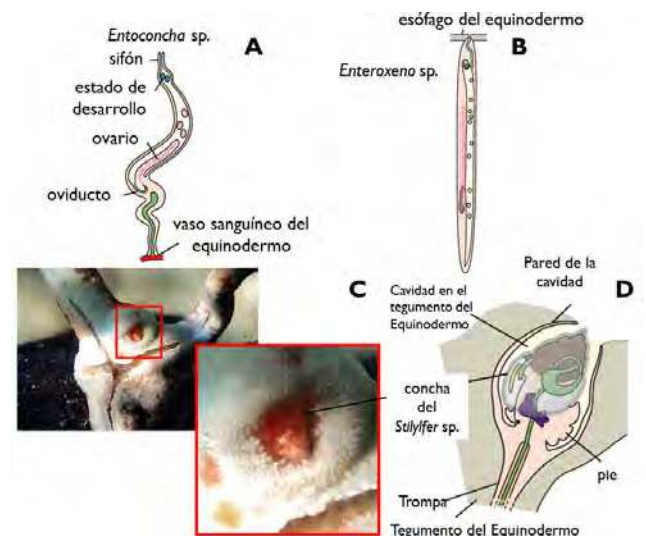 Entoconcha sp.
A
sifón
estado de
desarrollo
ovario
oviducto
vaso sanguíneo del
equinodermo
esófago del equinodermo
B
Enteroxeno sp.
C
Pared de la
cavidad
D
Cavidad en el
tegumento del
Equinodermo
concha
del
Stilylfer sp.
pie
Trompa
Tegumento del Equinodermo